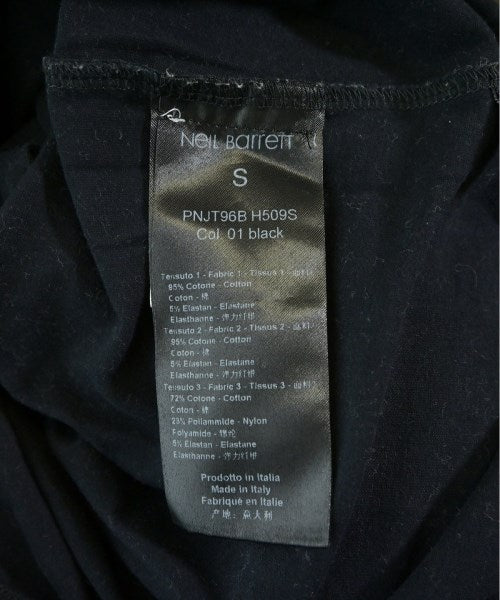 NeIL BarreTT
S
PNJT96B H509S
Col. 01 black
Tessuto 1 - Fabric 1 - Tissus 1 - 面料1
95% Cotone - Cotton
Coton - 棉
5% Elastan - Elastane
Elasthanne - 弹力纤维
Tessuto 2 - Fabric 2 - Tissus 2 - 面料2
95% Cotone - Cotton
Coton - 棉
5% Elastan - Elastane
Elasthanne - 弹力纤维
Tessuto 3 - Fabric 3 - Tissus 3 - 面料3
72% Cotone - Cotton
Coton - 棉
23% Poliammide - Nylon
Polyamide - 锦纶
5% Elastan - Elastane
Elasthanne - 弹力纤维
Prodotto in Italia
Made in Italy
Fabriqué en Italie
产地: 意大利